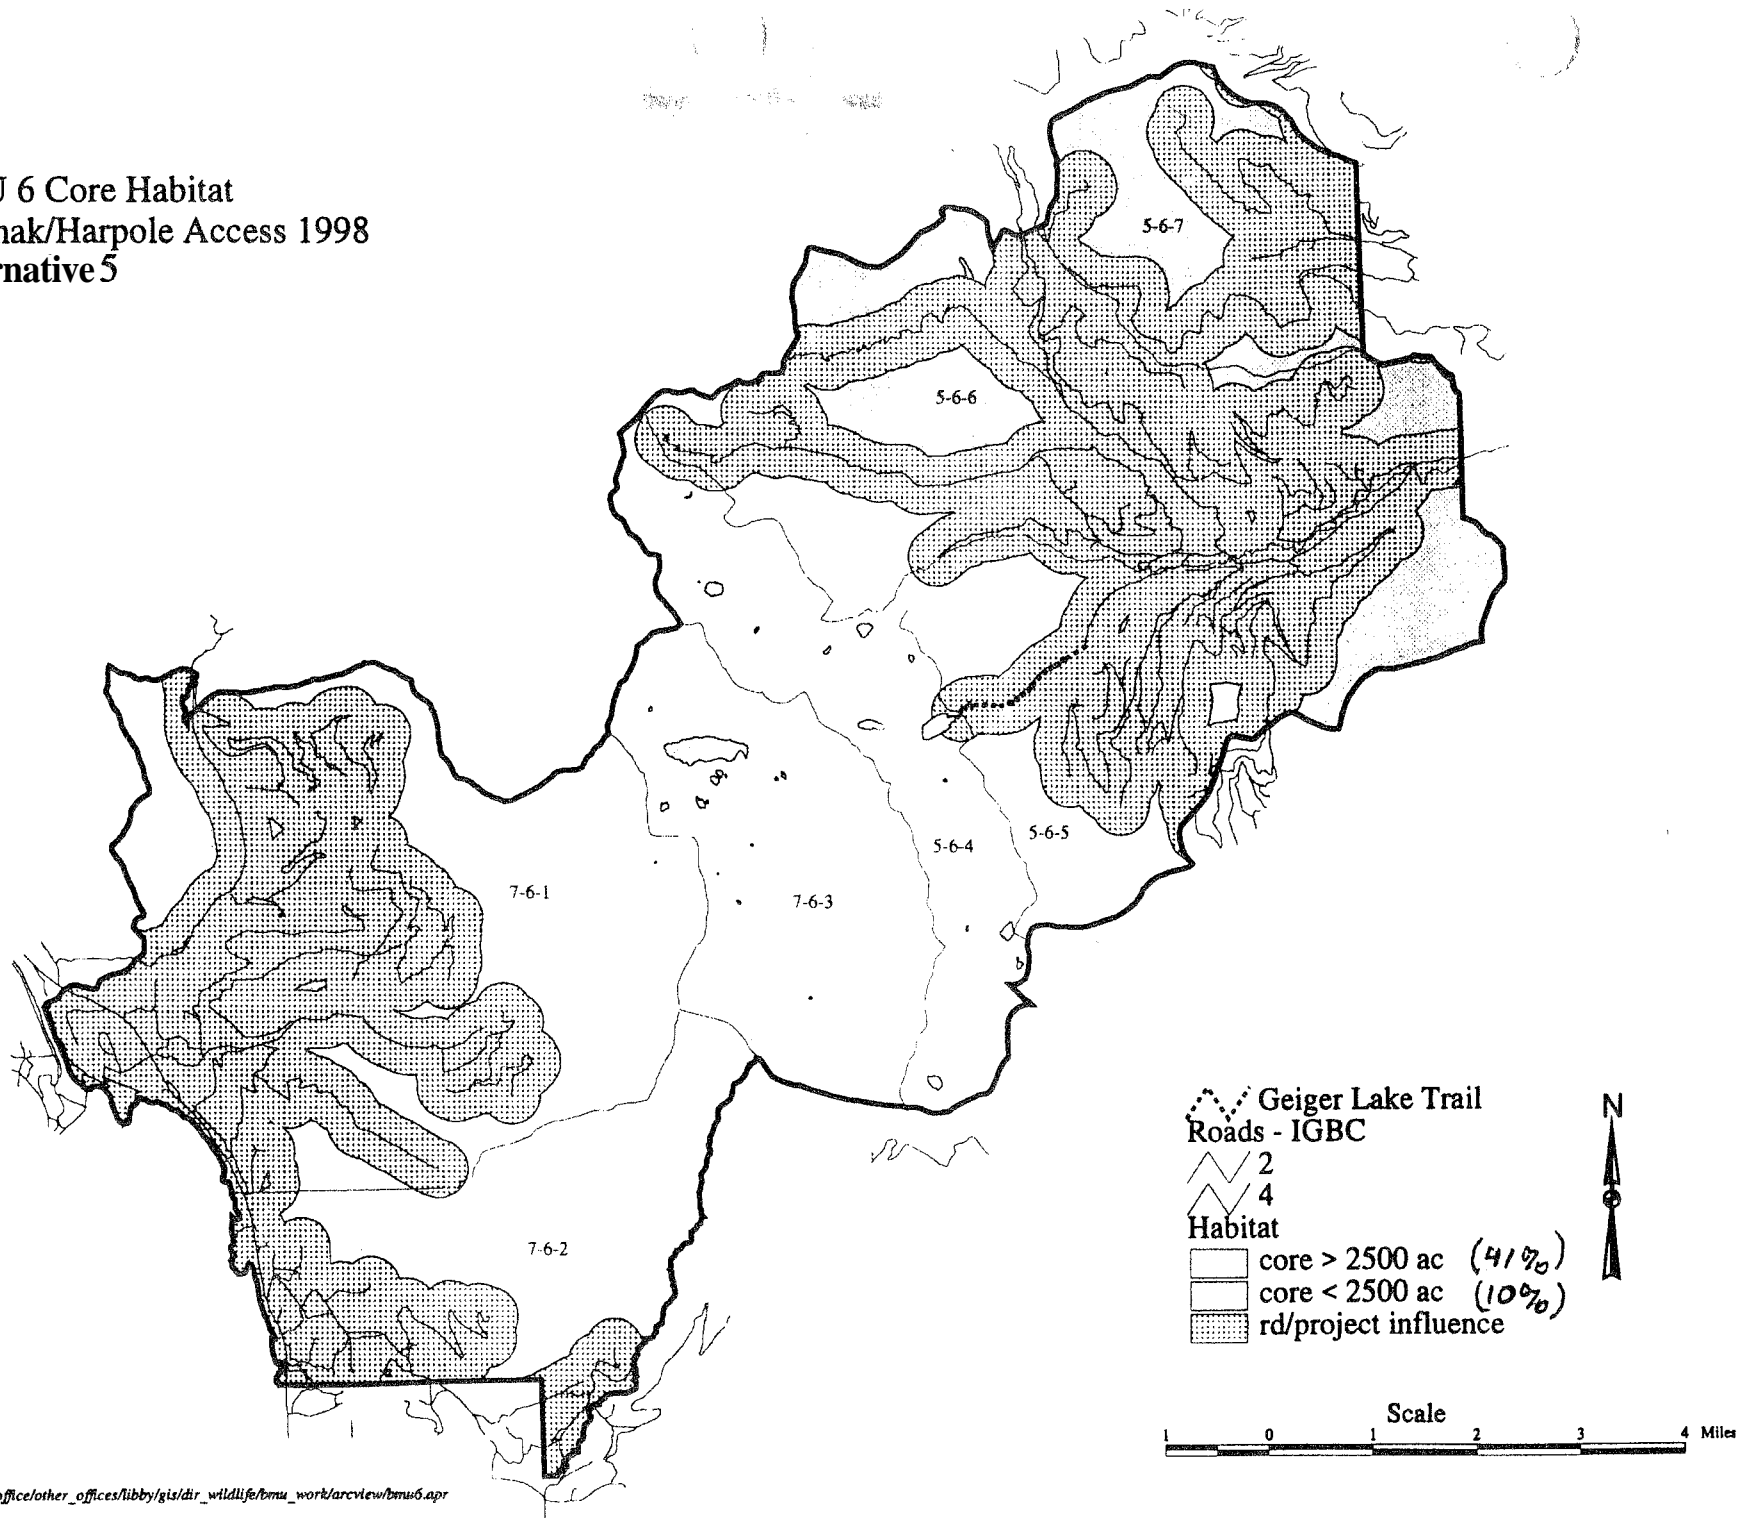 J 6 Core Habitat
nak/Harpole Access 1998
rnative 5
5-6-7
5-6-6
5-6-4
5-6-5
7-6-1
7-6-3
7-6-2
Geiger Lake Trail
Roads - IGBC
2
4
Habitat
core > 2500 ac (41%)
core < 2500 ac (10%)
rd/project influence
N
Scale
1 0 1 2 3 4 Miles
office/other_offices/libby/gis/dir_wildlife/bmu_work/arcview/bmu6.apr